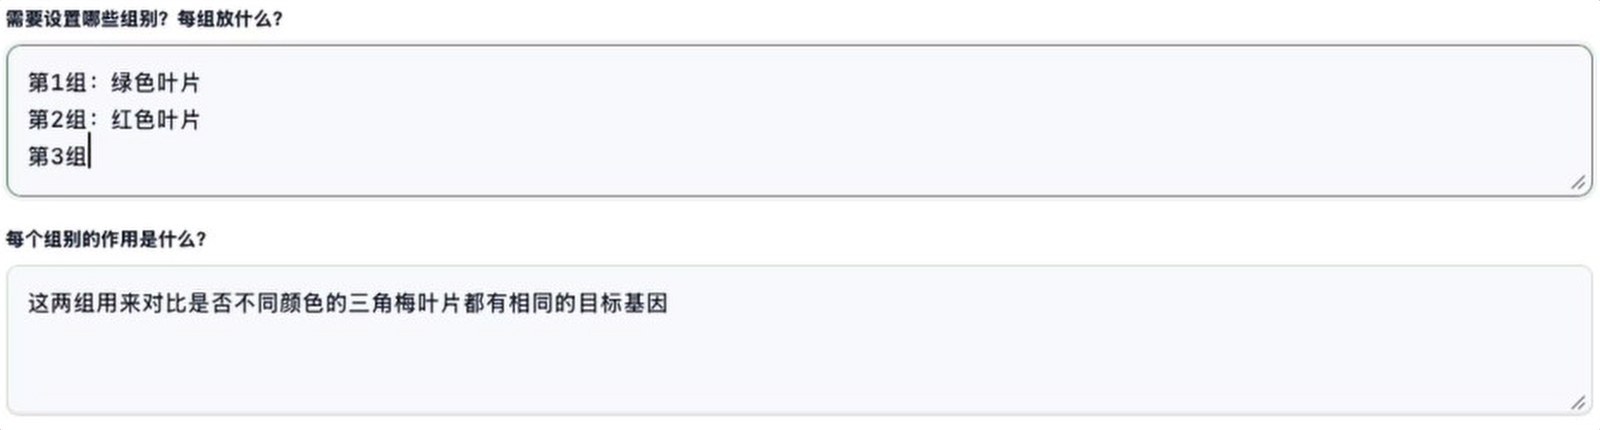 需要设置哪些组别？每组放什么？
第1组：绿色叶片
第2组：红色叶片
第3组
每个组别的作用是什么？
这两组用来对比是否不同颜色的三角梅叶片都有相同的目标基因